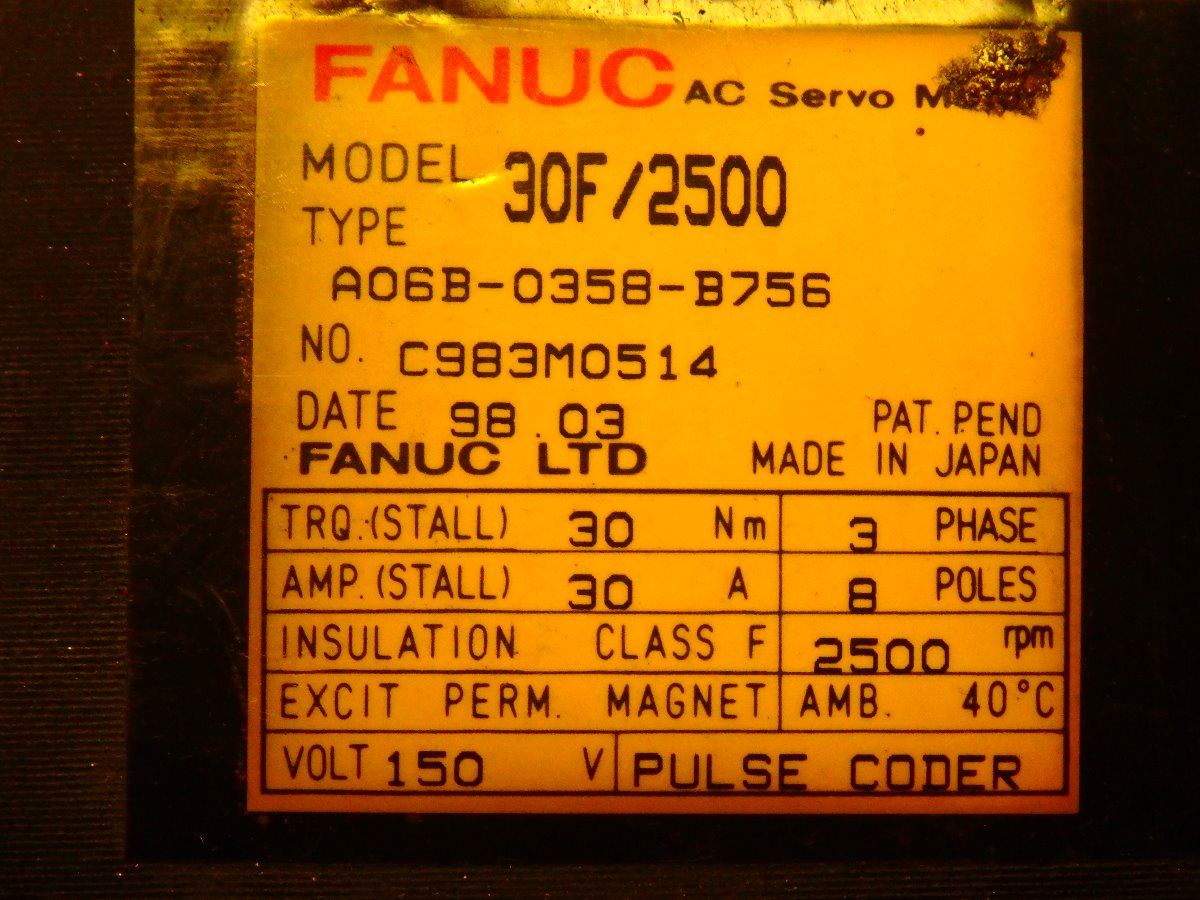 FANUC AC Servo
MODEL 30F/2500
TYPE
A06B-0358-B756
NO. C983M0514
DATE 98.03 PAT. PEND
FANUC LTD MADE IN JAPAN
TRQ.(STALL) 30 Nm 3 PHASE
AMP.(STALL) 30 A 8 POLES
INSULATION CLASS F 2500 rpm
EXCIT PERM. MAGNET AMB. 40°C
VOLT 150 V PULSE CODER